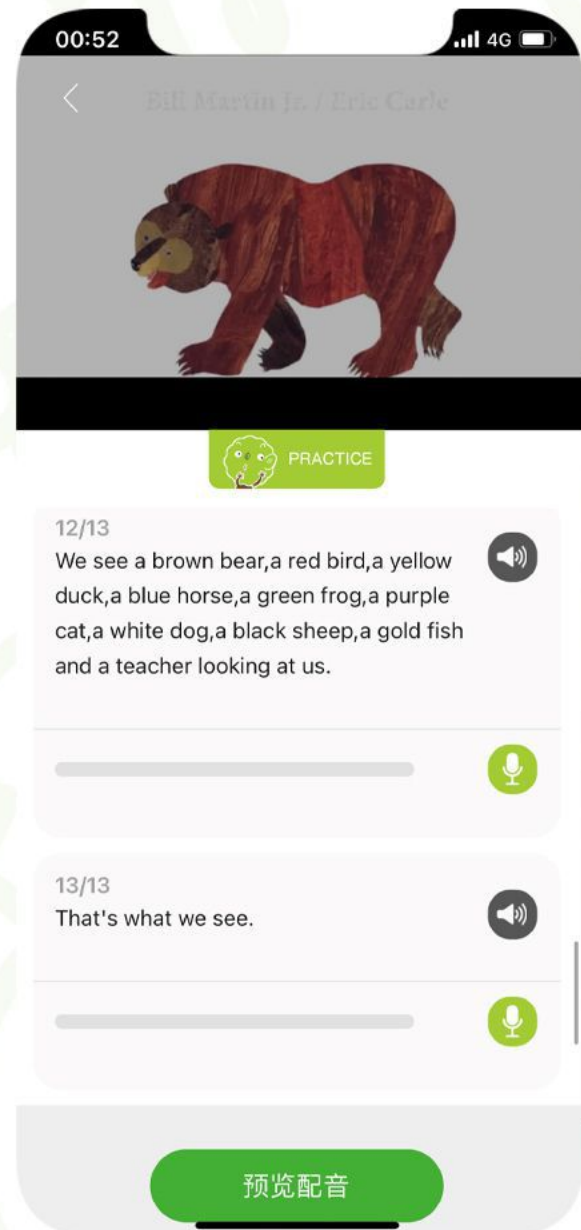 00:52 4G
Bill Martin Jr. / Eric Carle
PRACTICE
12/13
We see a brown bear,a red bird,a yellow
duck,a blue horse,a green frog,a purple
cat,a white dog,a black sheep,a gold fish
and a teacher looking at us.
13/13
That's what we see.
预览配音